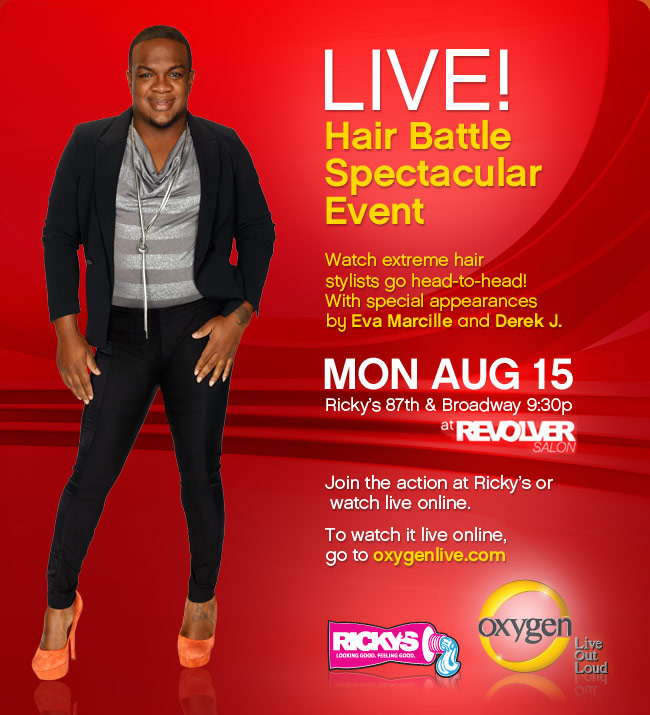 LIVE!
Hair Battle
Spectacular
Event
Watch extreme hair
stylists go head-to-head!
With special appearances
by Eva Marcille and Derek J.
MON AUG 15
Ricky's 87th & Broadway 9:30p
at REVOLVER
SALON
Join the action at Ricky's or
watch live online.
To watch it live online,
go to oxygenlive.com
RICKY'S
LOOKING GOOD. FEELING GOOD.
oxygen
Live
Out
Loud